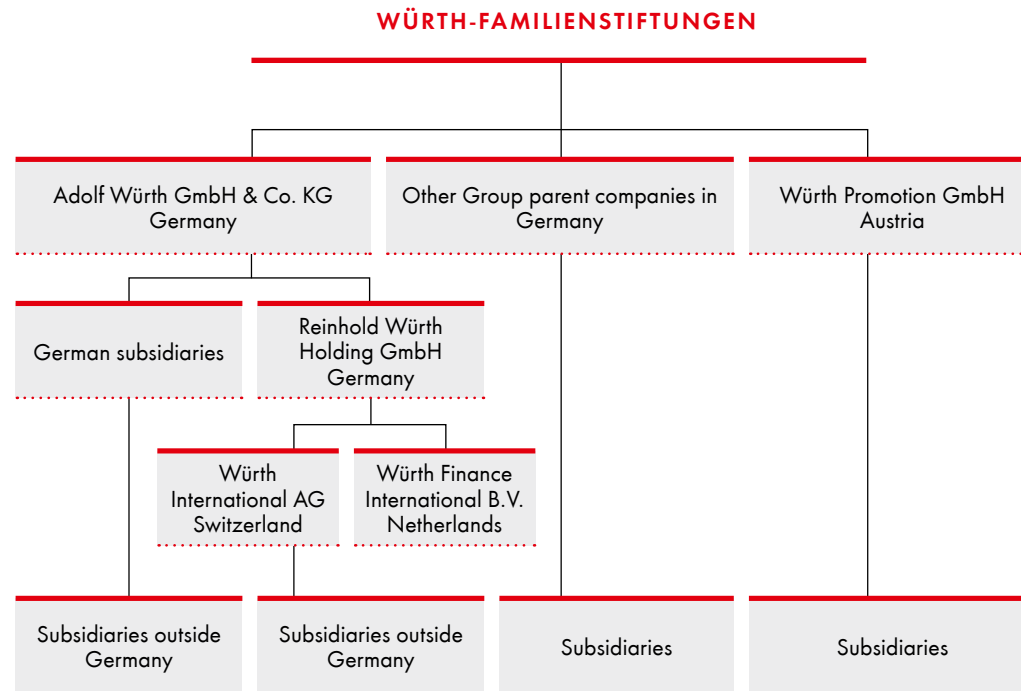 WÜRTH-FAMILIENSTIFTUNGEN
Adolf Würth GmbH & Co. KG
Germany
Other Group parent companies in
Germany
Würth Promotion GmbH
Austria
German subsidiaries
Reinhold Würth
Holding GmbH
Germany
Würth
International AG
Switzerland
Würth Finance
International B.V.
Netherlands
Subsidiaries outside
Germany
Subsidiaries outside
Germany
Subsidiaries
Subsidiaries